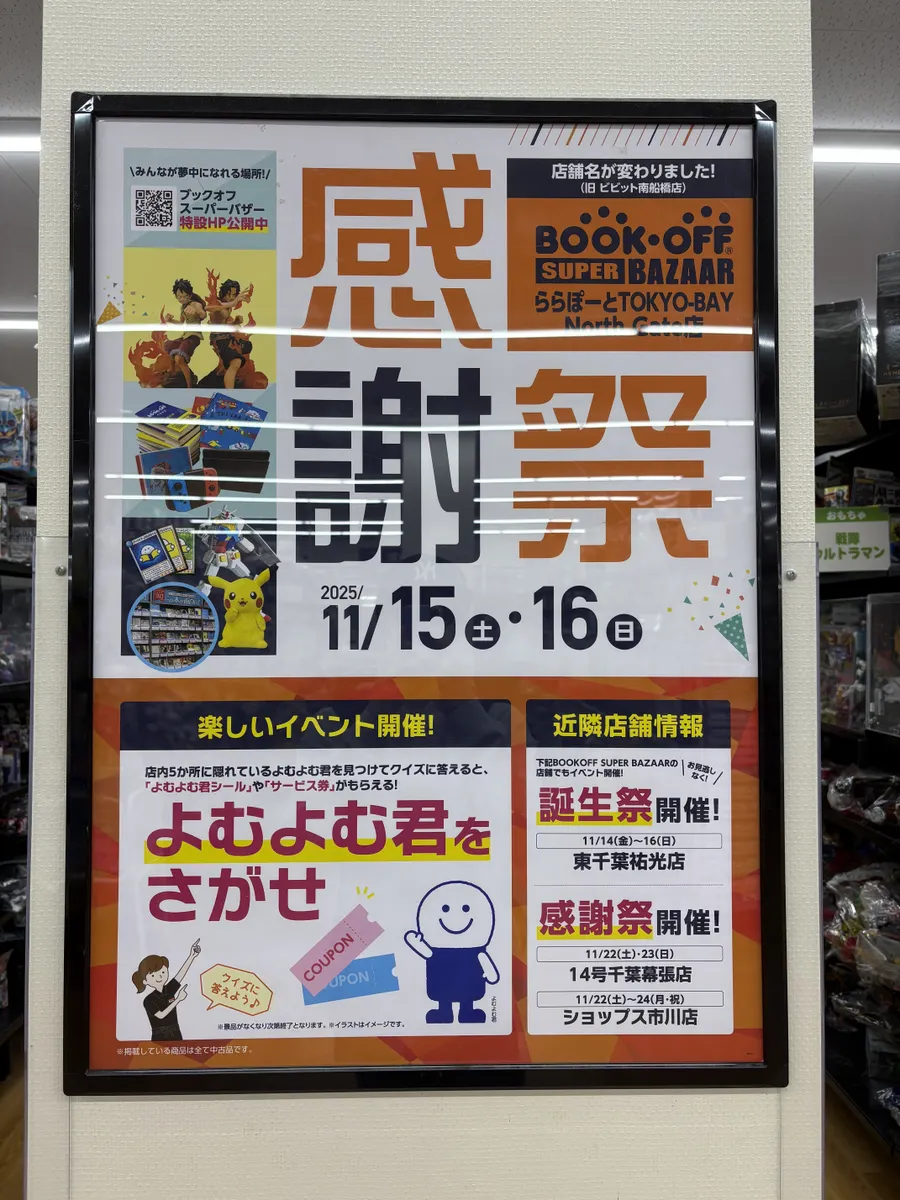 \みんなが夢中になれる場所!/
ブックオフ
スーパーバザー
特設HP公開中
感
謝
祭
店舗名が変わりました!
(旧 ビビット南船橋店)
BOOK・OFF®
SUPER BAZAAR
ららぽーとTOKYO-BAY
North Gate店
2025/
11/15土・16日
楽しいイベント開催!
店内5か所に隠れているよむよむ君を見つけてクイズに答えると、
「よむよむ君シール」や「サービス券」がもらえる!
よむよむ君を
さがせ
COUPON
UPON
クイズに
答えよう♪
よむよむ君
※景品がなくなり次第終了となります。※イラストはイメージです。
※掲載している商品は全て中古品です。
近隣店舗情報
下記BOOKOFF SUPER BAZAARの
店舗でもイベント開催!
お見逃し
なく!
誕生祭開催!
11/14(金)~16(日)
東千葉祐光店
感謝祭開催!
11/22(土)・23(日)
14号千葉幕張店
11/22(土)~24(月・祝)
ショップス市川店
おもちゃ
戦隊
ウルトラマン